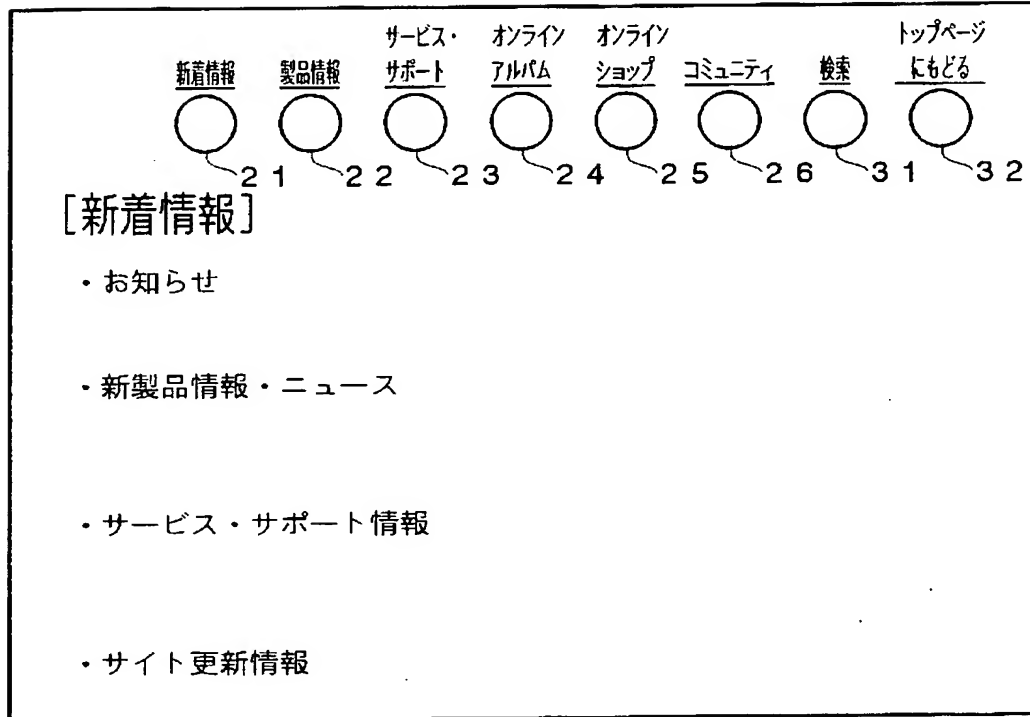 サービス・ オンライン オンライン トップページ
新着情報 製品情報 サポート アルバム ショップ コミュニティ 検索 にもどる
21 22 23 24 25 26 31 32
[新着情報]
・お知らせ
・新製品情報・ニュース
・サービス・サポート情報
・サイト更新情報